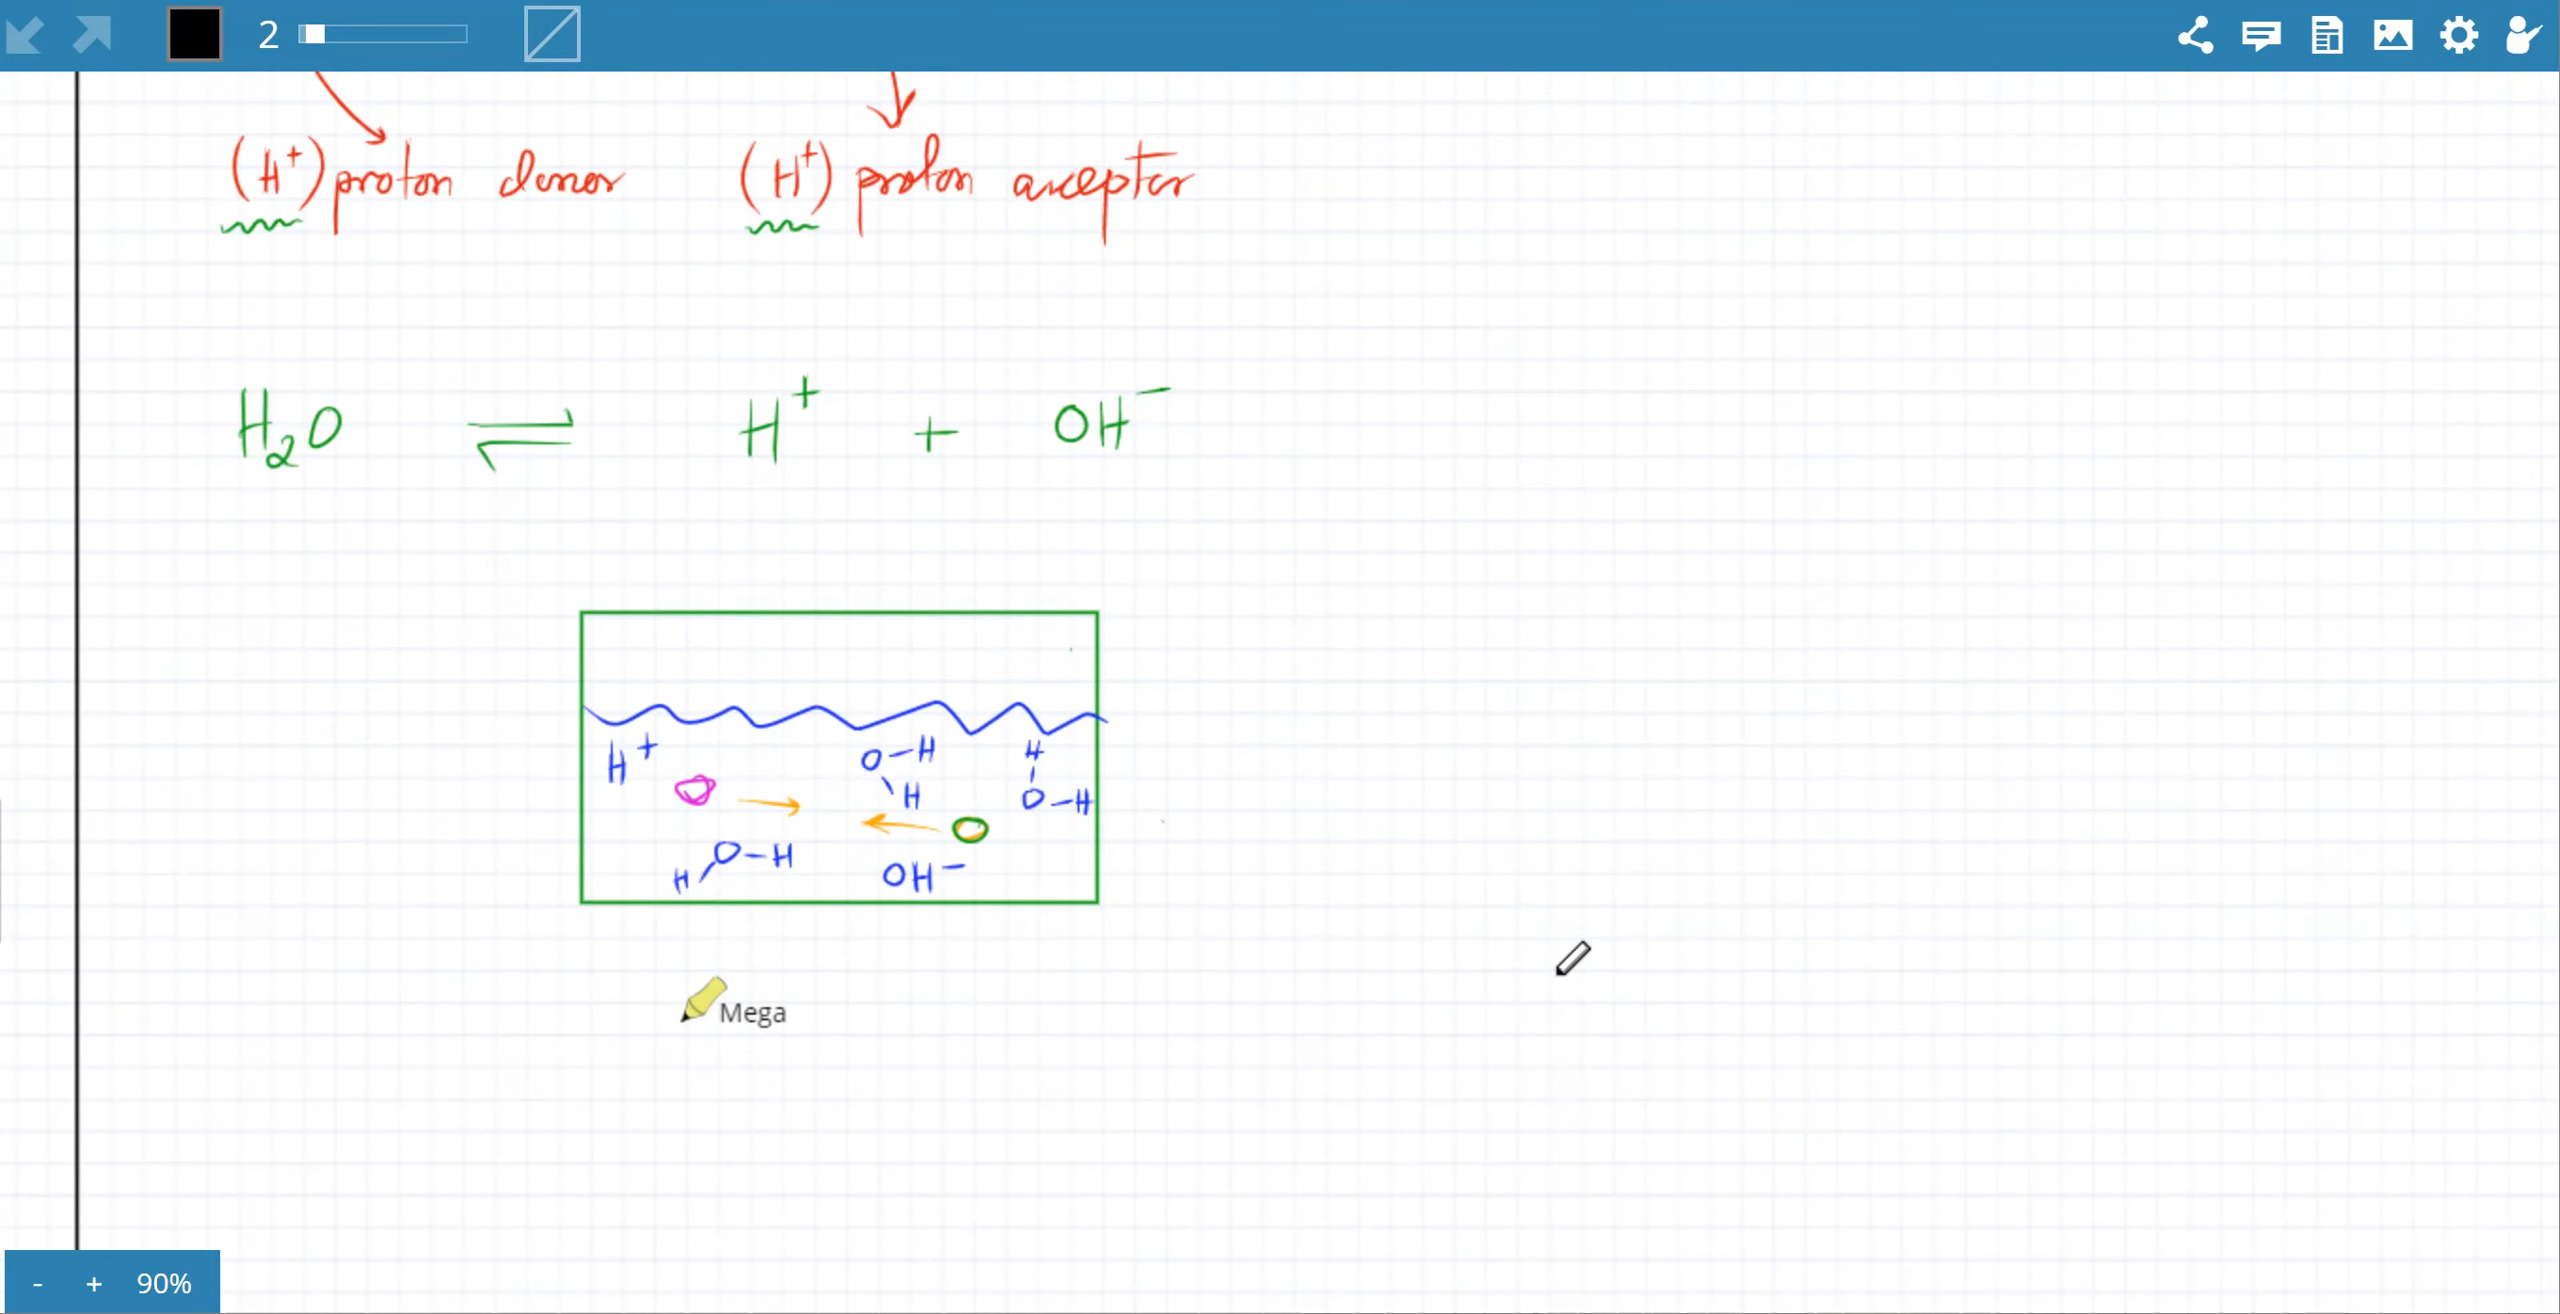 2
(H⁺) proton donor (H⁺) proton acceptor
H₂O ⇌ H⁺ + OH⁻
H⁺ O-H H
H O-H
O-H
H OH⁻
Mega
- + 90%